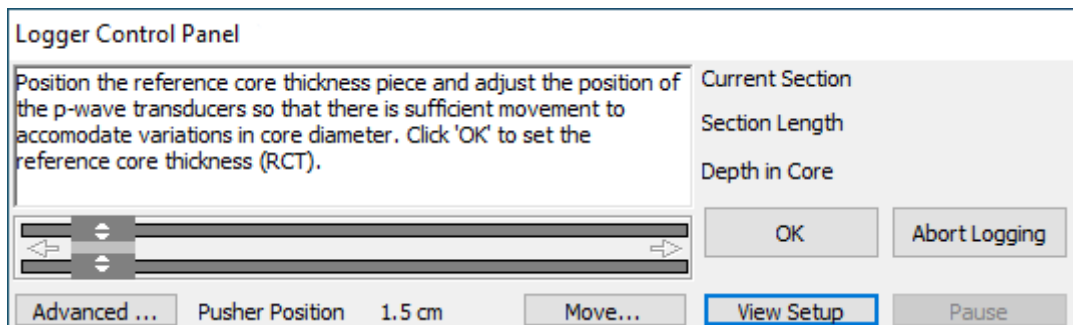 Logger Control Panel
Position the reference core thickness piece and adjust the position of
the p-wave transducers so that there is sufficient movement to
accomodate variations in core diameter. Click 'OK' to set the
reference core thickness (RCT).
Current Section
Section Length
Depth in Core
OK
Abort Logging
Advanced ...
Pusher Position
1.5 cm
Move...
View Setup
Pause